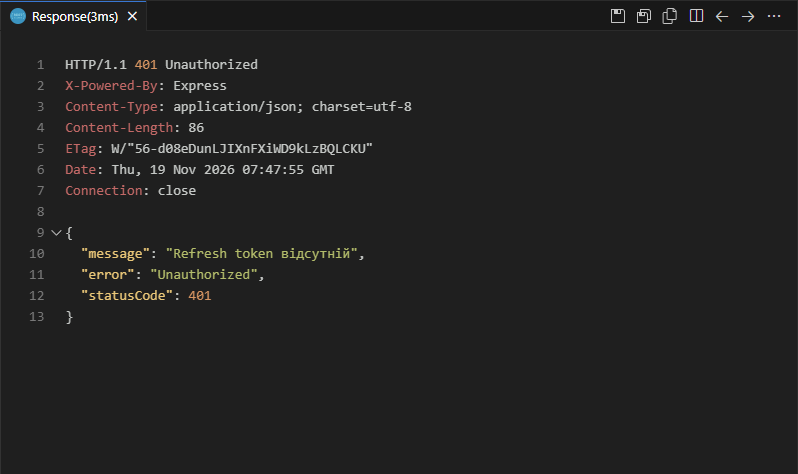 Response(3ms)
1 HTTP/1.1 401 Unauthorized
2 X-Powered-By: Express
3 Content-Type: application/json; charset=utf-8
4 Content-Length: 86
5 ETag: W/"56-d08eDunLJIXnFXiWD9kLzBQLCKU"
6 Date: Thu, 19 Nov 2026 07:47:55 GMT
7 Connection: close
8
9 {
10 "message": "Refresh token відсутній",
11 "error": "Unauthorized",
12 "statusCode": 401
13 }